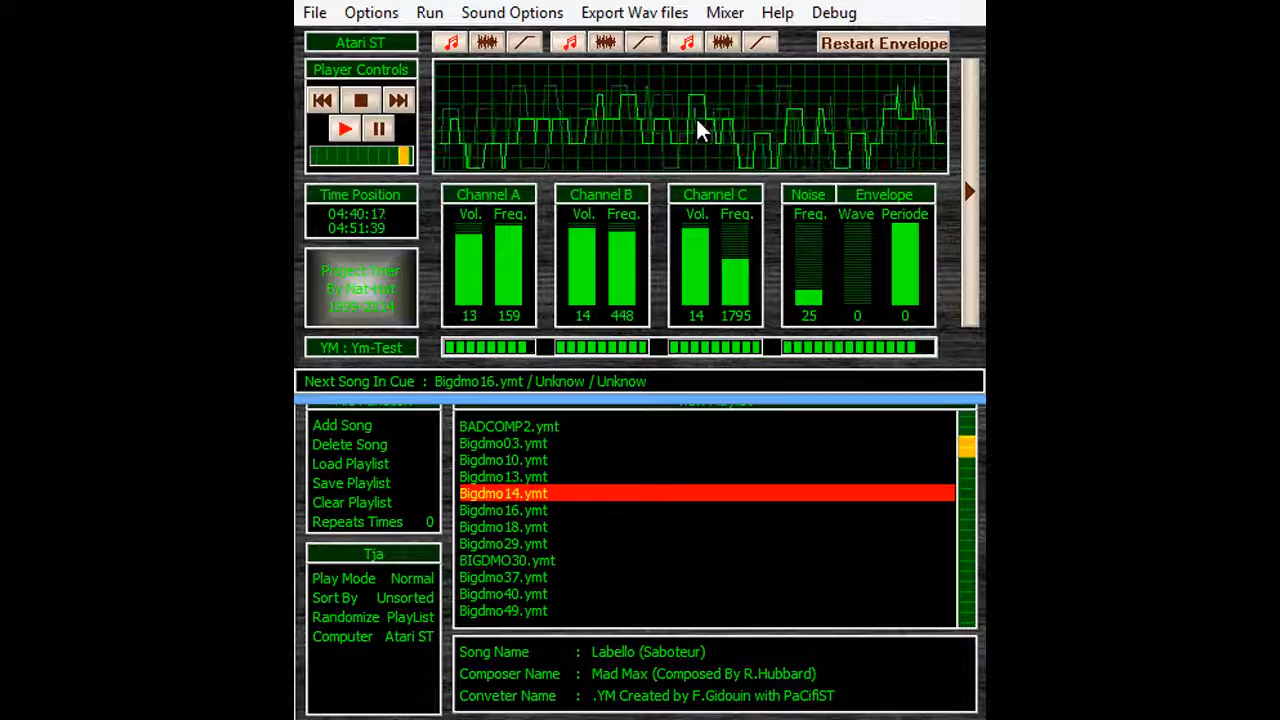 File Options Run Sound Options Export Wav files Mixer Help Debug
Atari ST
Restart Envelope
Player Controls
Time Position
04:40:17
04:51:39
Channel A
Vol. Freq.
13 159
Channel B
Vol. Freq.
14 448
Channel C
Vol. Freq.
14 1795
Noise Envelope
Freq. Wave Periode
25 0 0
By Nat-Hat
YM : Ym-Test
Next Song In Cue : Bigdmo16.ymt / Unknow / Unknow
Add Song
Delete Song
Load Playlist
Save Playlist
Clear Playlist
Repeats Times 0
Tja
Play Mode Normal
Sort By Unsorted
Randomize PlayList
Computer Atari ST
BADCOMP2.ymt
Bigdmo03.ymt
Bigdmo10.ymt
Bigdmo13.ymt
Bigdmo14.ymt
Bigdmo16.ymt
Bigdmo18.ymt
Bigdmo29.ymt
BIGDMO30.ymt
Bigdmo37.ymt
Bigdmo40.ymt
Bigdmo49.ymt
Song Name : Labello (Saboteur)
Composer Name : Mad Max (Composed By R.Hubbard)
Conveter Name : .YM Created by F.Gidouin with PaCifiST